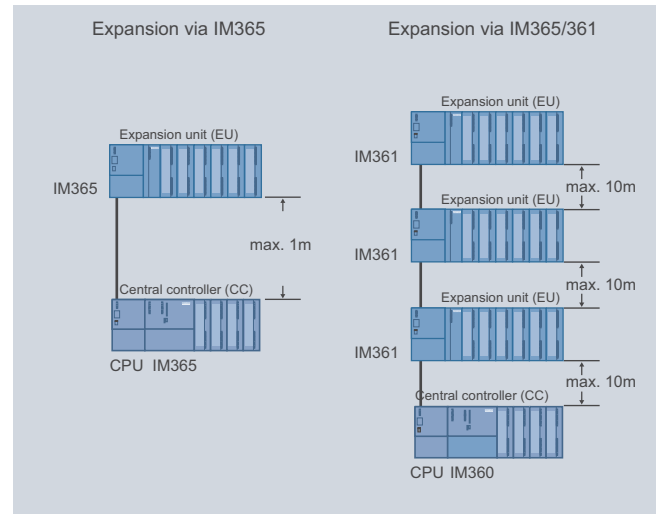 Expansion via IM365
Expansion unit (EU)
IM365
max. 1m
Central controller (CC)
CPU IM365
Expansion via IM365/361
Expansion unit (EU)
IM361
max. 10m
Expansion unit (EU)
IM361
max. 10m
Expansion unit (EU)
IM361
max. 10m
Central controller (CC)
CPU IM360